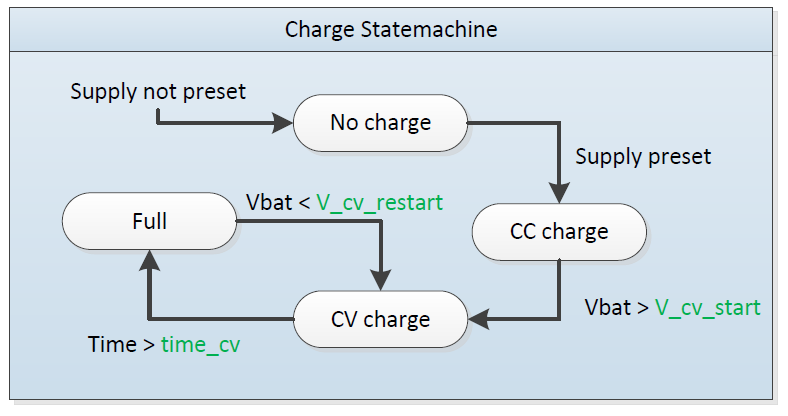 Charge Statemachine
Supply not preset
No charge
Supply preset
Vbat < V_cv_restart
Full
CC charge
Vbat > V_cv_start
CV charge
Time > time_cv